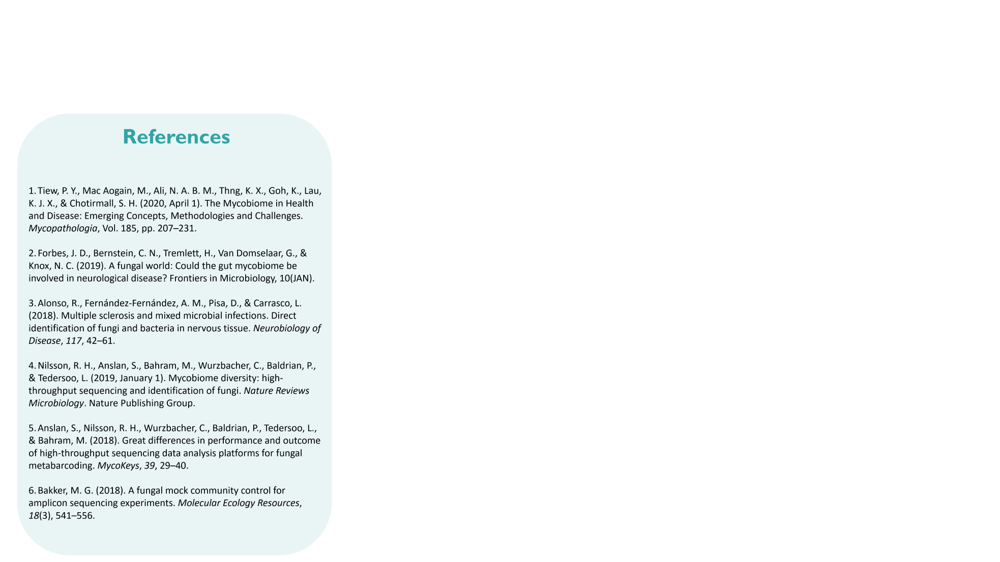 References
1. Tiew, P. Y., Mac Aogain, M., Ali, N. A. B. M., Thng, K. X., Goh, K., Lau,
K. J. X., & Chotirmall, S. H. (2020, April 1). The Mycobiome in Health
and Disease: Emerging Concepts, Methodologies and Challenges.
Mycopathologia, Vol. 185, pp. 207–231.
2. Forbes, J. D., Bernstein, C. N., Tremlett, H., Van Domselaar, G., &
Knox, N. C. (2019). A fungal world: Could the gut mycobiome be
involved in neurological disease? Frontiers in Microbiology, 10(JAN).
3. Alonso, R., Fernández-Fernández, A. M., Pisa, D., & Carrasco, L.
(2018). Multiple sclerosis and mixed microbial infections. Direct
identification of fungi and bacteria in nervous tissue. Neurobiology of
Disease, 117, 42–61.
4. Nilsson, R. H., Anslan, S., Bahram, M., Wurzbacher, C., Baldrian, P.,
& Tedersoo, L. (2019, January 1). Mycobiome diversity: high-
throughput sequencing and identification of fungi. Nature Reviews
Microbiology. Nature Publishing Group.
5. Anslan, S., Nilsson, R. H., Wurzbacher, C., Baldrian, P., Tedersoo, L.,
& Bahram, M. (2018). Great differences in performance and outcome
of high-throughput sequencing data analysis platforms for fungal
metabarcoding. MycoKeys, 39, 29–40.
6. Bakker, M. G. (2018). A fungal mock community control for
amplicon sequencing experiments. Molecular Ecology Resources,
18(3), 541–556.